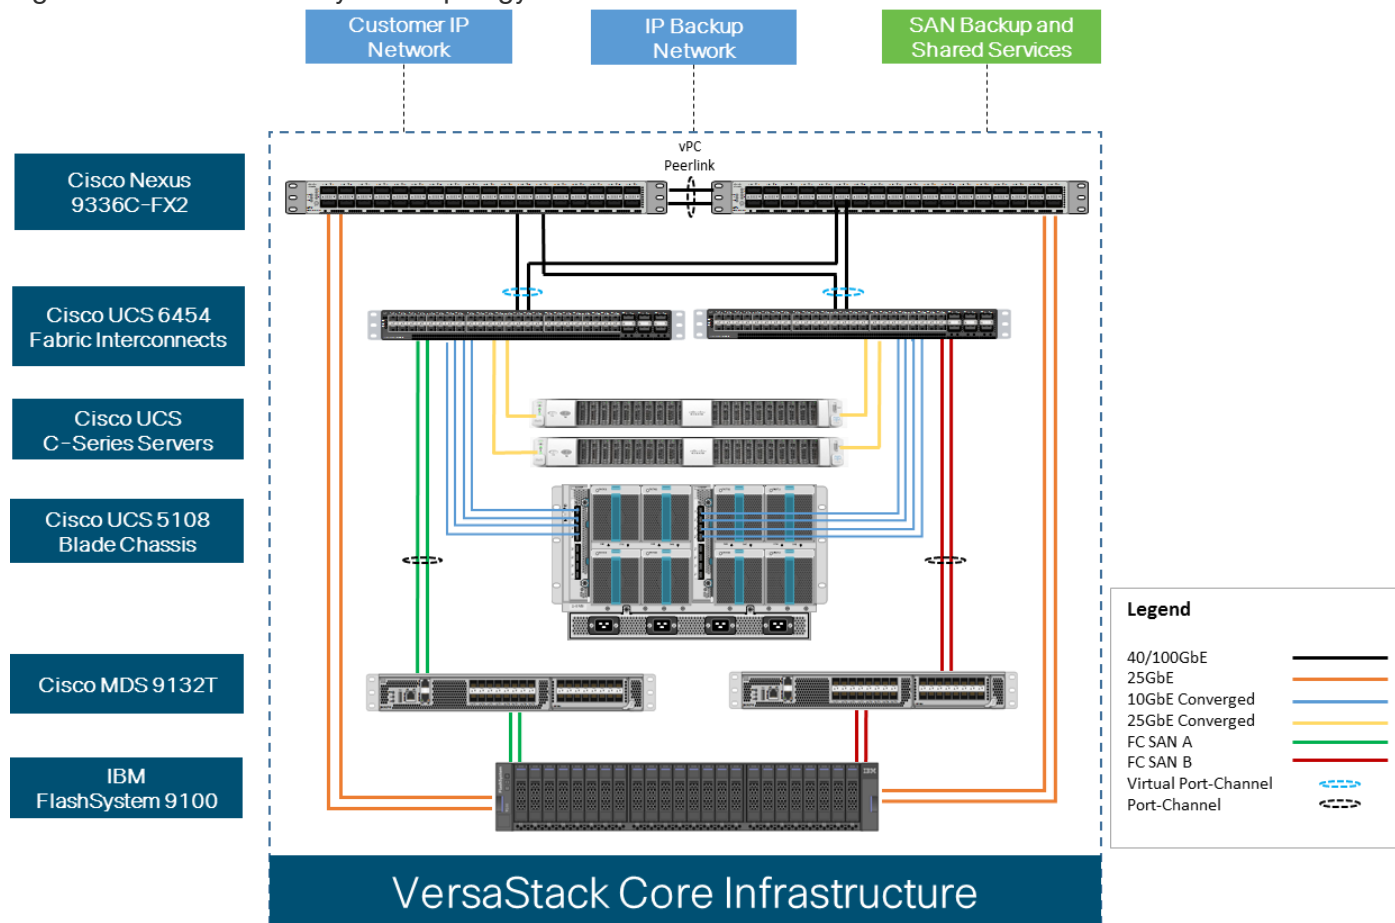 Customer IP
Network
IP Backup
Network
SAN Backup and
Shared Services
vPC
Peerlink
Cisco Nexus
9336C-FX2
Cisco UCS 6454
Fabric Interconnects
Cisco UCS
C-Series Servers
Cisco UCS 5108
Blade Chassis
Cisco MDS 9132T
IBM
FlashSystem 9100
IBM
Legend
40/100GbE
25GbE
10GbE Converged
25GbE Converged
FC SAN A
FC SAN B
Virtual Port-Channel
Port-Channel
VersaStack Core Infrastructure